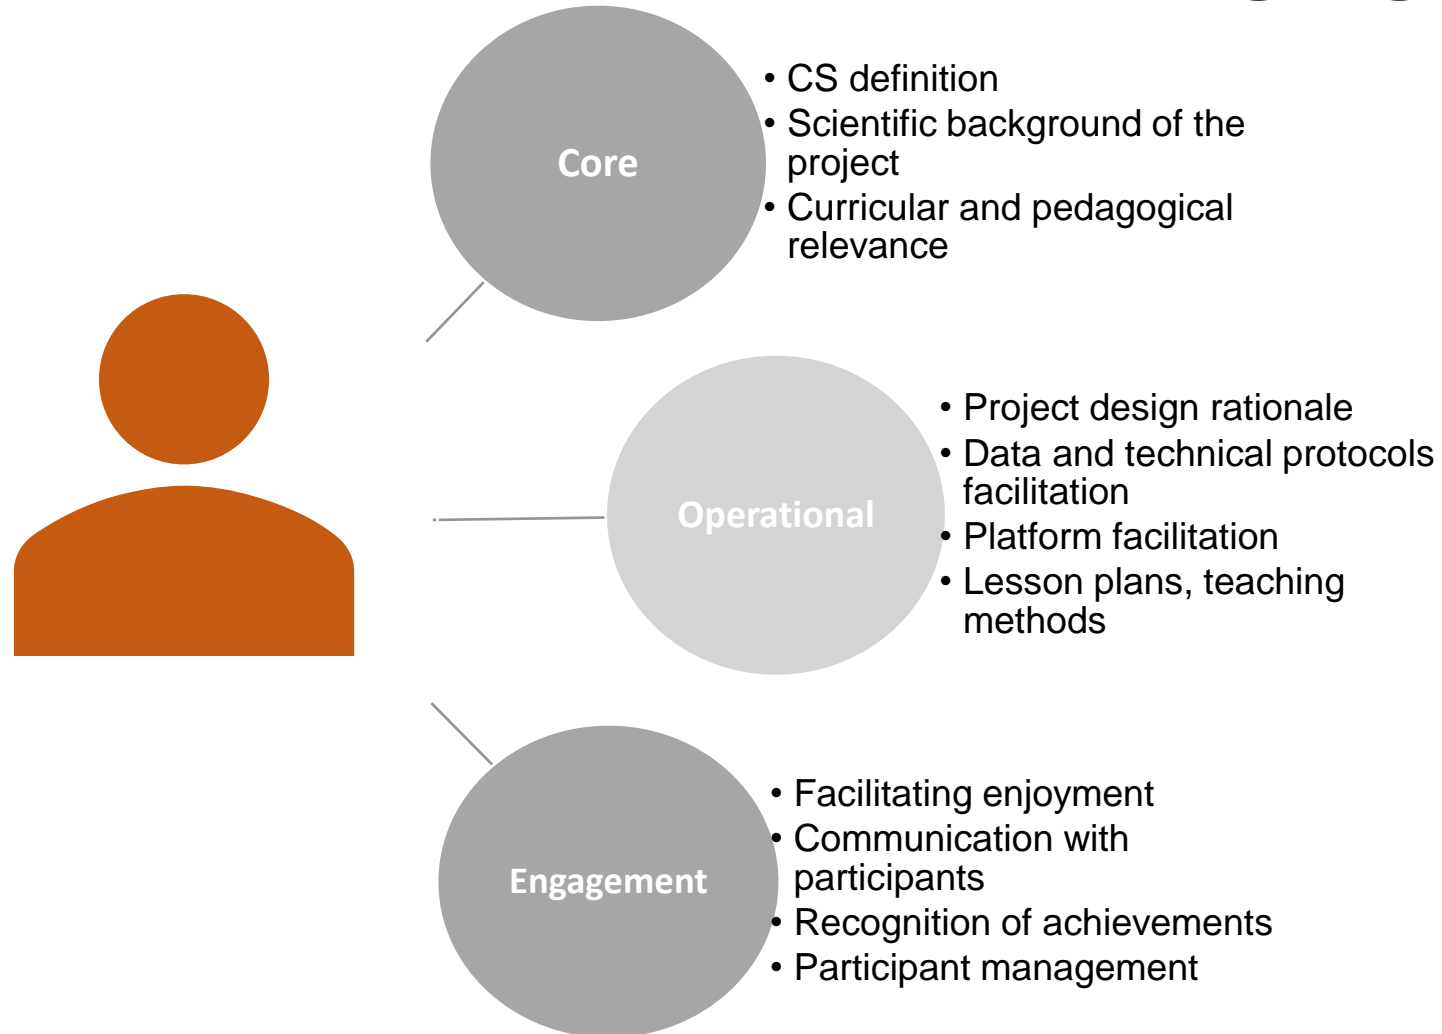 Core
• CS definition
• Scientific background of the
project
• Curricular and pedagogical
relevance
Operational
• Project design rationale
• Data and technical protocols
facilitation
• Platform facilitation
• Lesson plans, teaching
methods
Engagement
• Facilitating enjoyment
• Communication with
participants
• Recognition of achievements
• Participant management